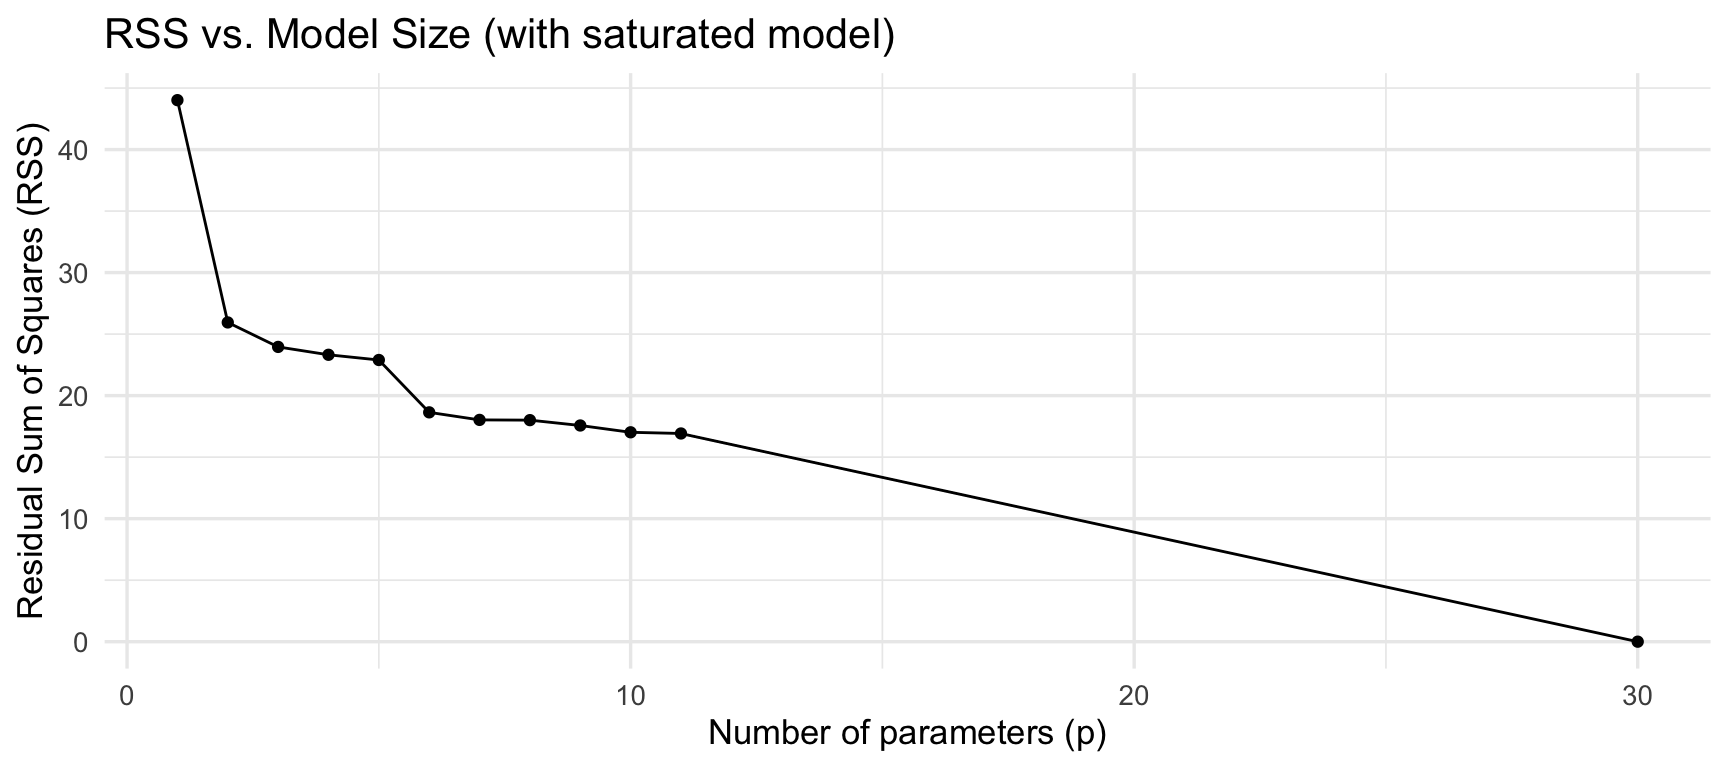 RSS vs. Model Size (with saturated model)
Residual Sum of Squares (RSS)
40
30
20
10
0
0 10 20 30
Number of parameters (p)